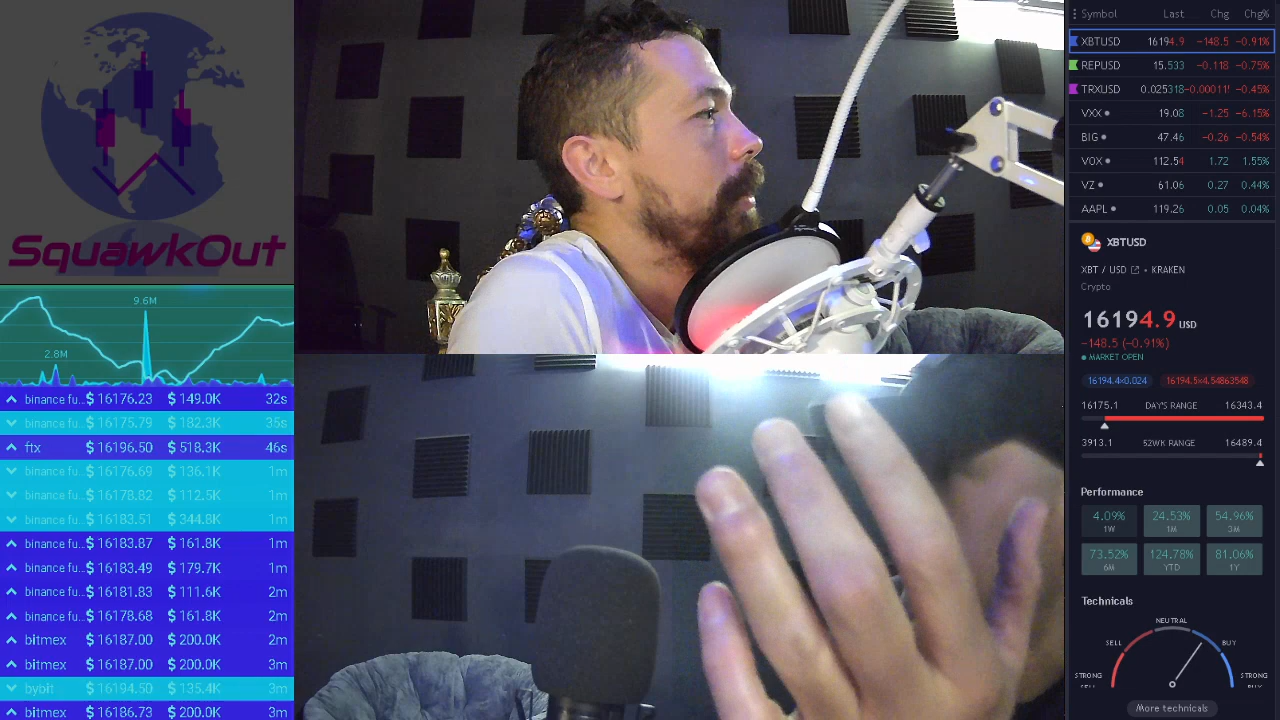 SquawkOut
9.6M
2.8M
binance fu... $ 16176.23 $ 149.0K 32s
binance fu... $ 16175.79 $ 182.3K 35s
ftx $ 16196.50 $ 518.3K 46s
binance fu... $ 16176.69 $ 136.1K 1m
binance fu... $ 16178.82 $ 112.5K 1m
binance fu... $ 16183.51 $ 344.8K 1m
binance fu... $ 16183.87 $ 161.8K 1m
binance fu... $ 16183.49 $ 179.7K 1m
binance fu... $ 16181.83 $ 111.6K 2m
binance fu... $ 16178.68 $ 161.8K 2m
bitmex $ 16187.00 $ 200.0K 2m
bitmex $ 16187.00 $ 200.0K 3m
bybit $ 16194.50 $ 135.4K 3m
bitmex $ 16186.73 $ 200.0K 3m
Symbol Last Chg Chg%
XBTUSD 16194.9 −148.5 −0.91%
REPUSD 15.533 −0.118 −0.75%
TRXUSD 0.025318 −0.00011! −0.45%
VXX 19.08 −1.25 −6.15%
BIG 47.46 −0.26 −0.54%
VOX 112.54 1.72 1.55%
VZ 61.06 0.27 0.44%
AAPL 119.26 0.05 0.04%
XBTUSD
XBT / USD • KRAKEN
Crypto
16194.9 USD
−148.5 (−0.91%)
MARKET OPEN
16194.4×0.024 16194.5×4.54863548
16175.1 DAY'S RANGE 16343.4
3913.1 52WK RANGE 16489.4
Performance
4.09% 24.53% 54.96%
1W 1M 3M
73.52% 124.78% 81.06%
6M YTD 1Y
Technicals
NEUTRAL
SELL BUY
STRONG STRONG
SELL BUY
More technicals